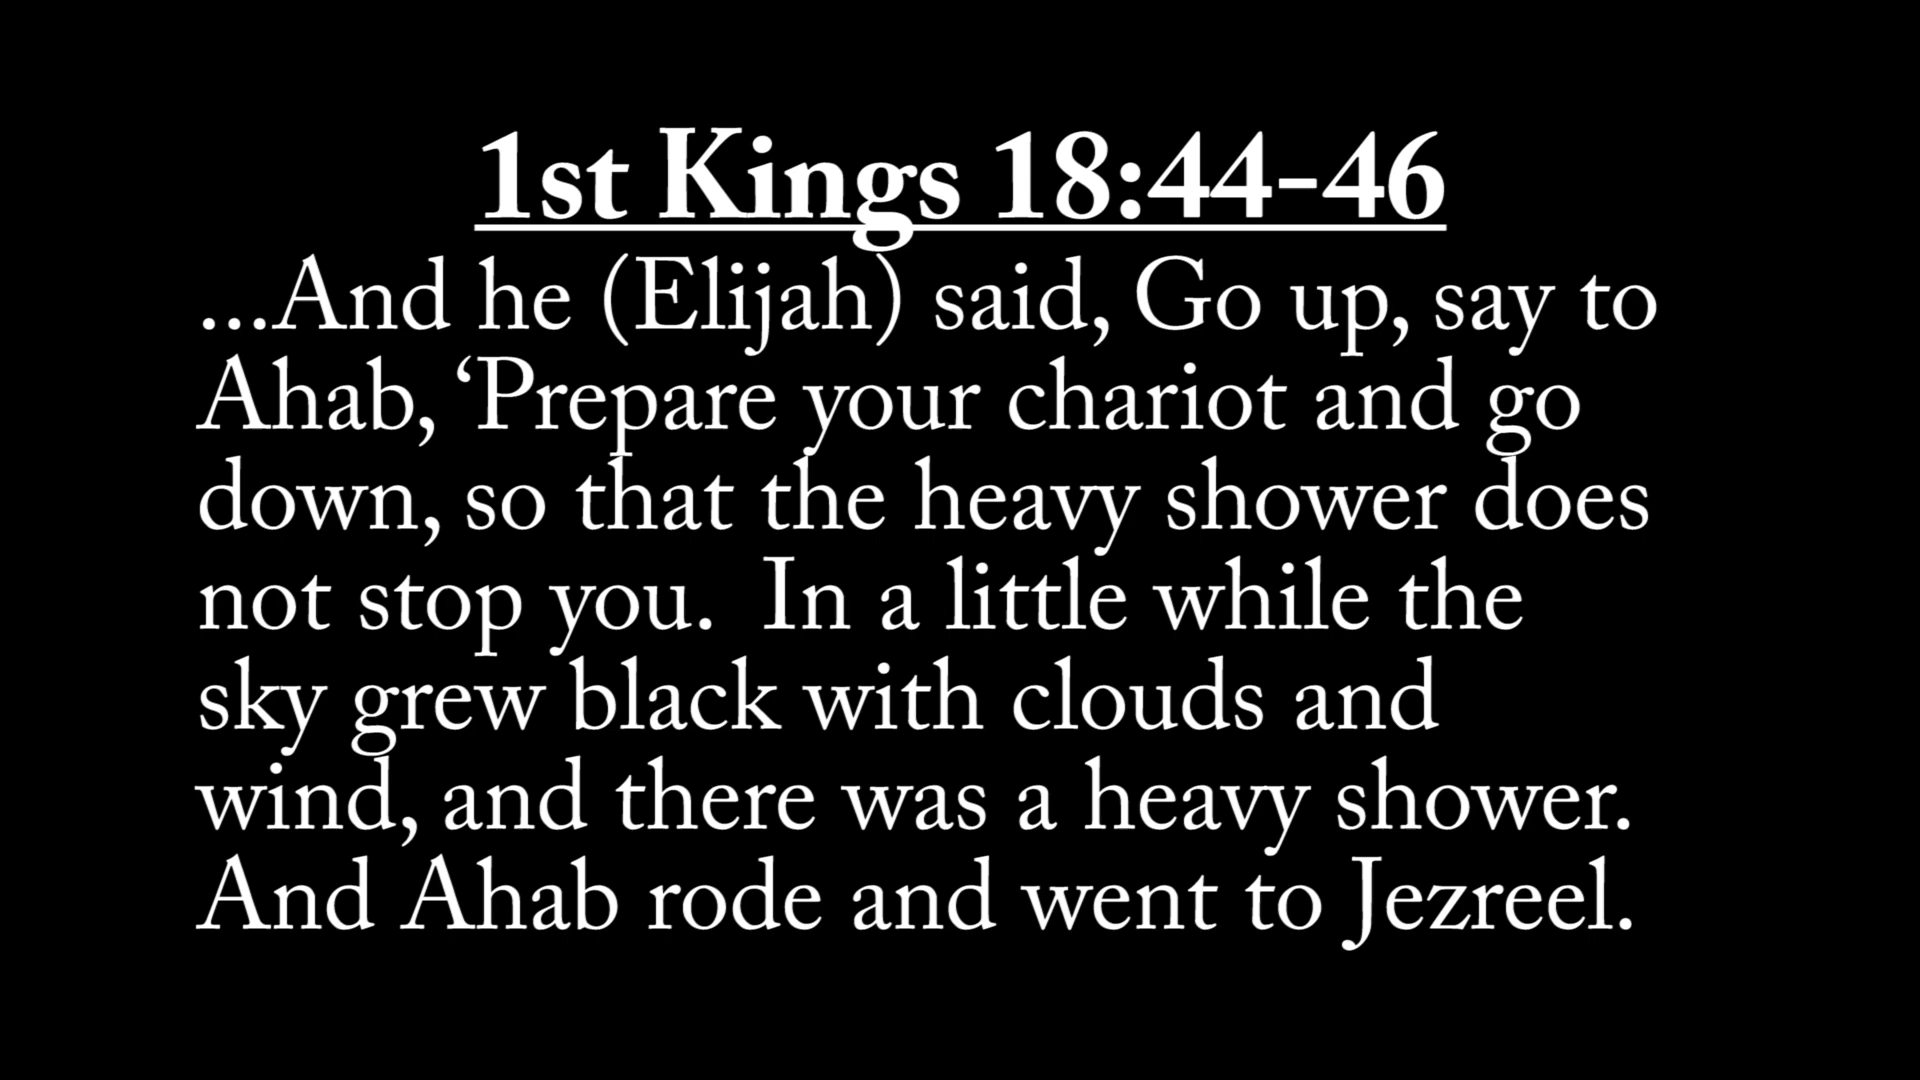 1st Kings 18:44-46
...And he (Elijah) said, Go up, say to
Ahab, ‘Prepare your chariot and go
down, so that the heavy shower does
not stop you.  In a little while the
sky grew black with clouds and
wind, and there was a heavy shower.
And Ahab rode and went to Jezreel.